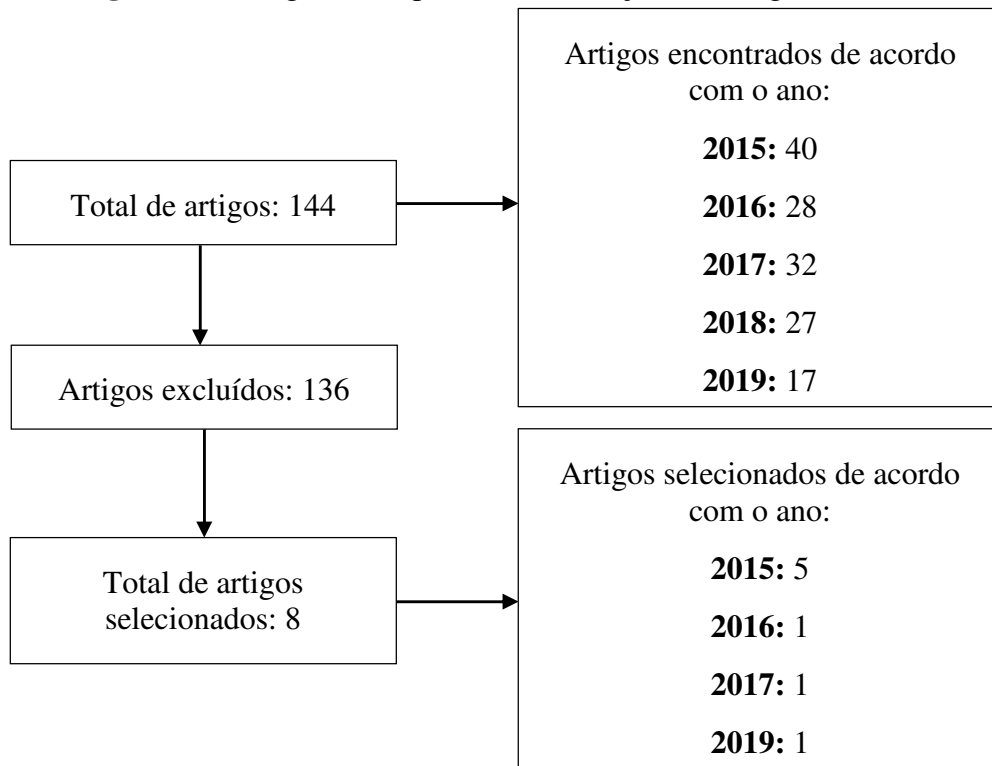 Total de artigos: 144
Artigos encontrados de acordo
com o ano:
2015: 40
2016: 28
2017: 32
2018: 27
2019: 17
Artigos excluídos: 136
Total de artigos
selecionados: 8
Artigos selecionados de acordo
com o ano:
2015: 5
2016: 1
2017: 1
2019: 1